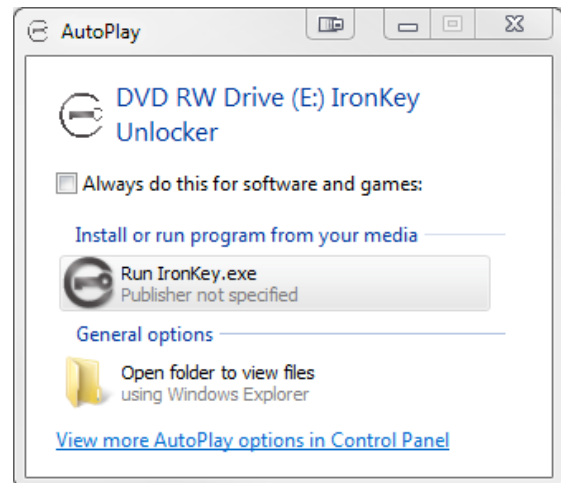 AutoPlay
DVD RW Drive (E:) IronKey
Unlocker
Always do this for software and games:
Install or run program from your media
Run IronKey.exe
Publisher not specified
General options
Open folder to view files
using Windows Explorer
View more AutoPlay options in Control Panel